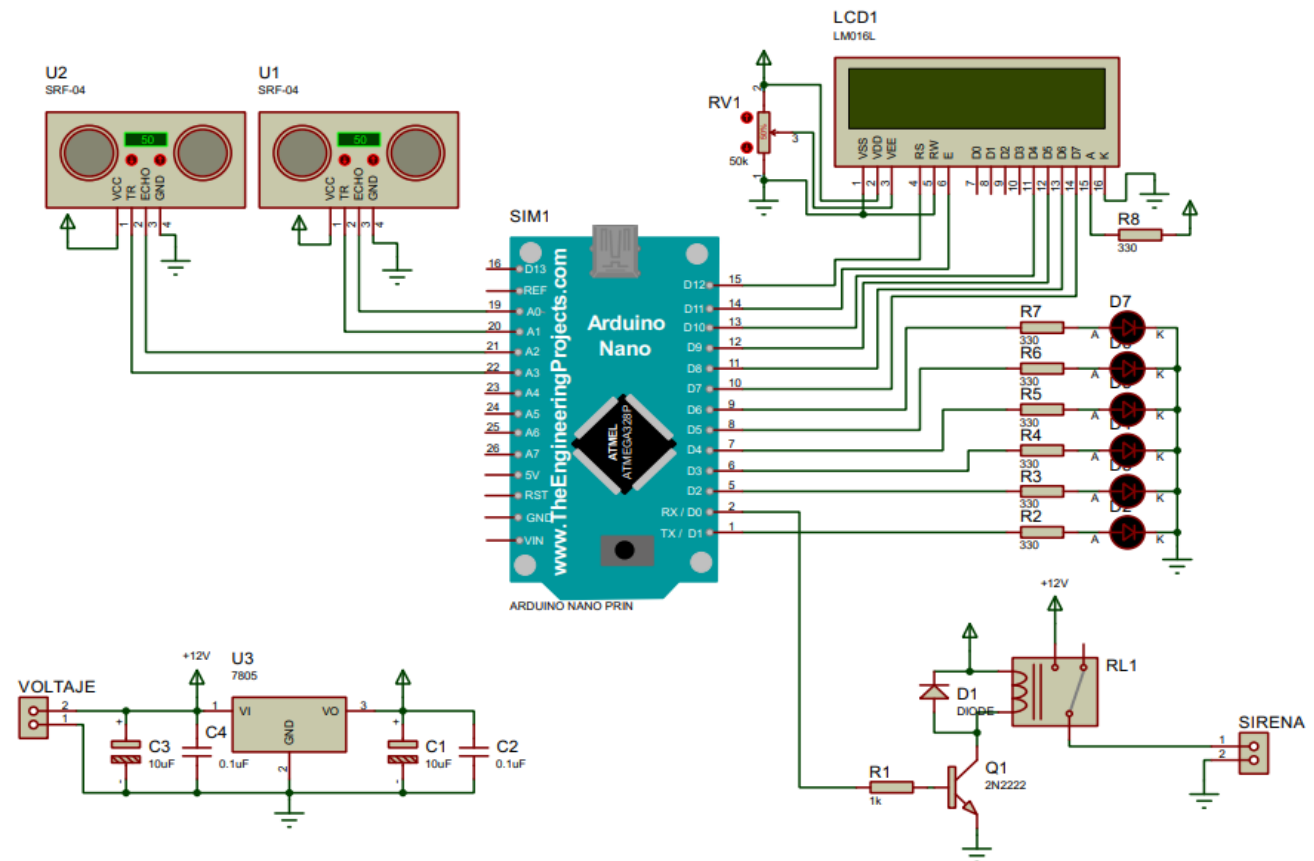 LCD1
LM016L
U2
SRF-04
U1
SRF-04
50
50
VCC
TR
ECHO
GND
1
2
3
4
VCC
TR
ECHO
GND
1
2
3
4
RV1
50k
50%
2
3
1
VSS
VDD
VEE
RS
RW
E
D0
D1
D2
D3
D4
D5
D6
D7
A
K
1
2
3
4
5
6
7
8
9
10
11
12
13
14
15
16
R8
330
SIM1
www.TheEngineeringProjects.com
Arduino
Nano
ATMEL
ATMEGA328P
16 D13
REF
19 A0
20 A1
21 A2
22 A3
23 A4
24 A5
25 A6
26 A7
5V
RST
GND
VIN
D12 15
D11 14
D10 13
D9 12
D8 11
D7 10
D6 9
D5 8
D4 7
D3 6
D2 5
RX / D0 2
TX / D1 1
ARDUINO NANO PRIN
R7
330
D7
A K
R6
330
A K
R5
330
A K
R4
330
A K
R3
330
A K
R2
330
A K
VOLTAJE
2
1
+12V
U3
7805
1 VI VO 3
GND
2
+
C3
10uF
-
C4
0.1uF
+
C1
10uF
-
C2
0.1uF
+12V
RL1
D1
DIODE
R1
1k
Q1
2N2222
SIRENA
1
2